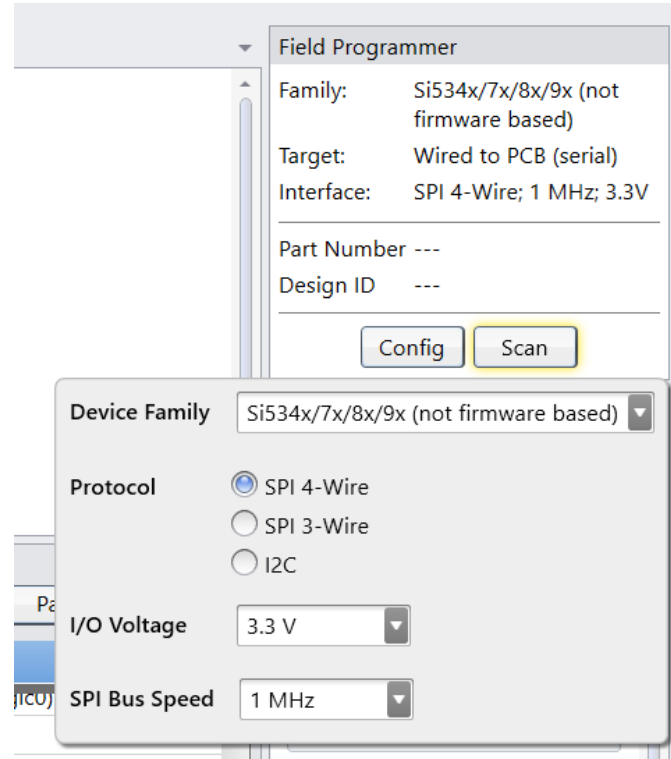 Field Programmer
Family: Si534x/7x/8x/9x (not
firmware based)
Target: Wired to PCB (serial)
Interface: SPI 4-Wire; 1 MHz; 3.3V
Part Number ---
Design ID ---
Config Scan
Device Family Si534x/7x/8x/9x (not firmware based)
Protocol SPI 4-Wire
SPI 3-Wire
I2C
Pa
I/O Voltage 3.3 V
SPI Bus Speed 1 MHz